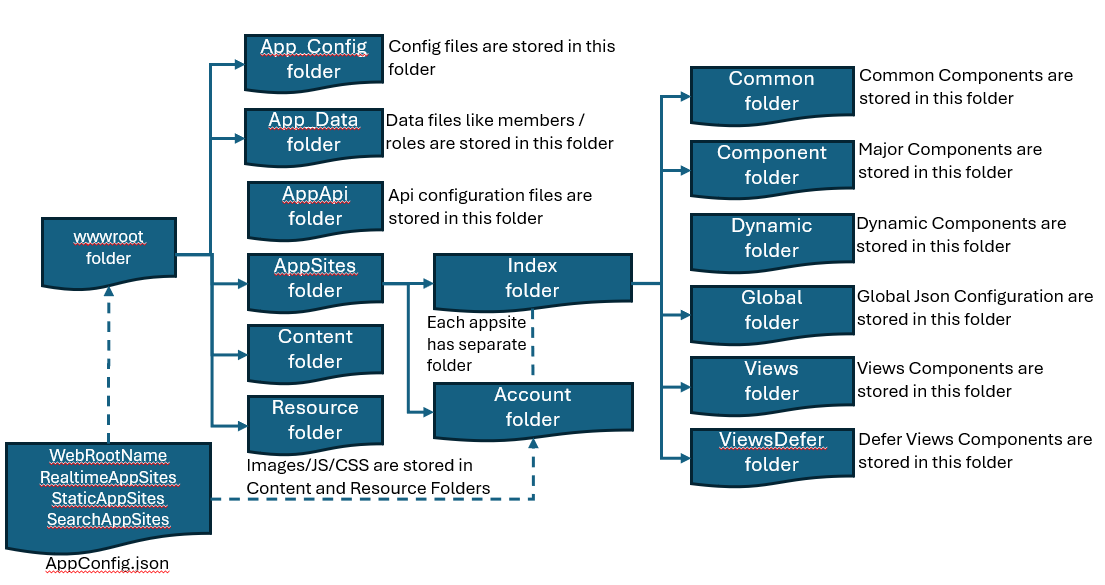 App_Config
folder
Config files are stored in this
folder
App_Data
folder
Data files like members /
roles are stored in this folder
AppApi
folder
Api configuration files are
stored in this folder
wwwroot
folder
AppSites
folder
Content
folder
Resource
folder
Images/JS/CSS are stored in
Content and Resource Folders
Index
folder
Each appsite
has separate
folder
Account
folder
Common
folder
Common Components are
stored in this folder
Component
folder
Major Components are
stored in this folder
Dynamic
folder
Dynamic Components are
stored in this folder
Global
folder
Global Json Configuration are
stored in this folder
Views
folder
Views Components are
stored in this folder
ViewsDefer
folder
Defer Views Components are
stored in this folder
WebRootName
RealtimeAppSites
StaticAppSites
SearchAppSites
AppConfig.json